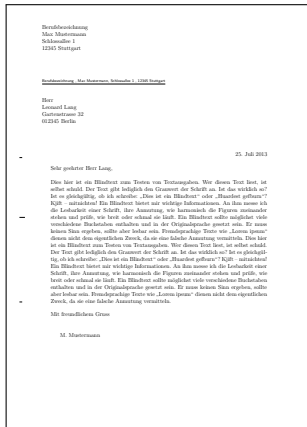 Berufsbezeichnung
Max Mustermann
Schlossallee 1
12345 Stuttgart
Berufsbezeichnung , Max Mustermann, Schlossallee 1 , 12345 Stuttgart
Herr
Leonard Lang
Gartenstrasse 32
012345 Berlin
25. Juli 2013
Sehr geehrter Herr Lang,
Dies hier ist ein Blindtext zum Testen von Textausgaben. Wer diesen Text liest, ist
selbst schuld. Der Text gibt lediglich den Grauwert der Schrift an. Ist das wirklich so?
Ist es gleichgültig, ob ich schreibe: „Dies ist ein Blindtext“ oder „Huardest gefburn“?
Kjift – mitnichten! Ein Blindtext bietet mir wichtige Informationen. An ihm messe ich
die Lesbarkeit einer Schrift, ihre Anmutung, wie harmonisch die Figuren zueinander
stehen und prüfe, wie breit oder schmal sie läuft. Ein Blindtext sollte möglichst viele
verschiedene Buchstaben enthalten und in der Originalsprache gesetzt sein. Er muss
keinen Sinn ergeben, sollte aber lesbar sein. Fremdsprachige Texte wie „Lorem ipsum“
dienen nicht dem eigentlichen Zweck, da sie eine falsche Anmutung vermitteln. Dies hier
ist ein Blindtext zum Testen von Textausgaben. Wer diesen Text liest, ist selbst schuld.
Der Text gibt lediglich den Grauwert der Schrift an. Ist das wirklich so? Ist es gleichgül-
tig, ob ich schreibe: „Dies ist ein Blindtext“ oder „Huardest gefburn“? Kjift – mitnichten!
Ein Blindtext bietet mir wichtige Informationen. An ihm messe ich die Lesbarkeit einer
Schrift, ihre Anmutung, wie harmonisch die Figuren zueinander stehen und prüfe, wie
breit oder schmal sie läuft. Ein Blindtext sollte möglichst viele verschiedene Buchstaben
enthalten und in der Originalsprache gesetzt sein. Er muss keinen Sinn ergeben, sollte
aber lesbar sein. Fremdsprachige Texte wie „Lorem ipsum“ dienen nicht dem eigentlichen
Zweck, da sie eine falsche Anmutung vermitteln.
Mit freundlichem Gruss
M. Mustermann